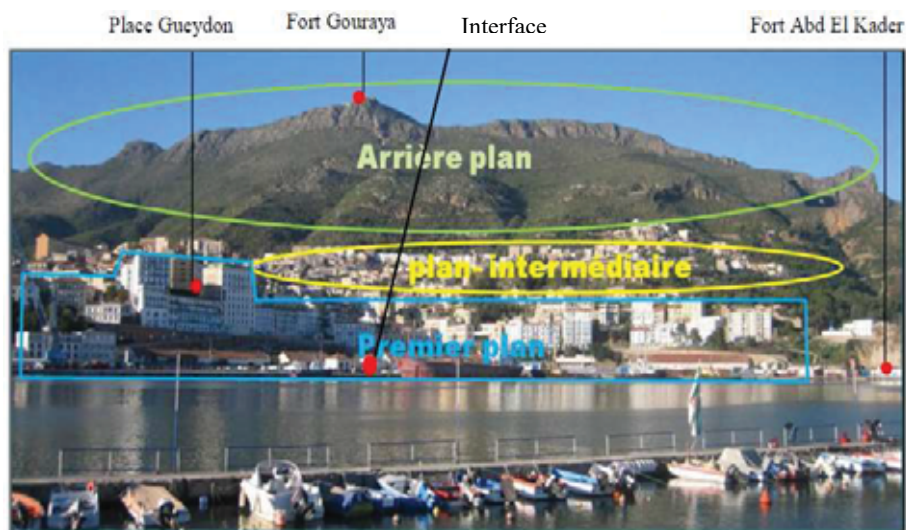 Place Gueydon
Fort Gouraya
Interface
Fort Abd El Kader
Arrière plan
plan- intermédiaire
Premier plan